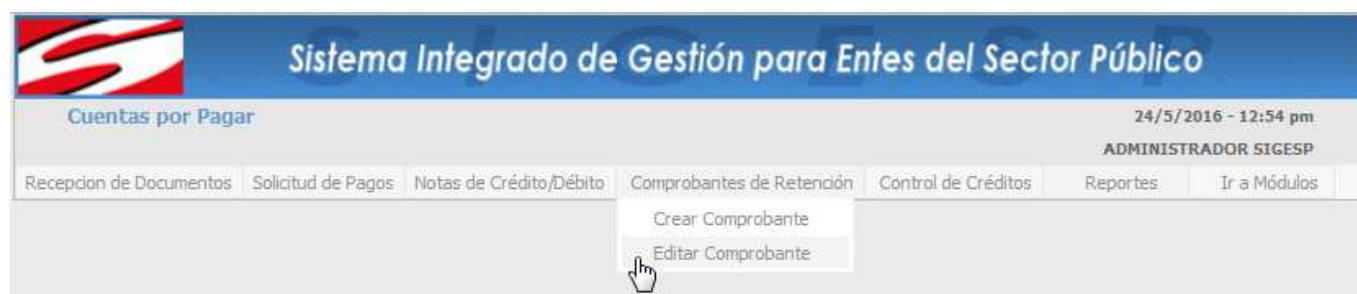 Sistema Integrado de Gestión para Entes del Sector Público
SIGESP
Cuentas por Pagar
24/5/2016 - 12:54 pm
ADMINISTRADOR SIGESP
Recepcion de Documentos Solicitud de Pagos Notas de Crédito/Débito Comprobantes de Retención Control de Créditos Reportes Ir a Módulos
Crear Comprobante
Editar Comprobante